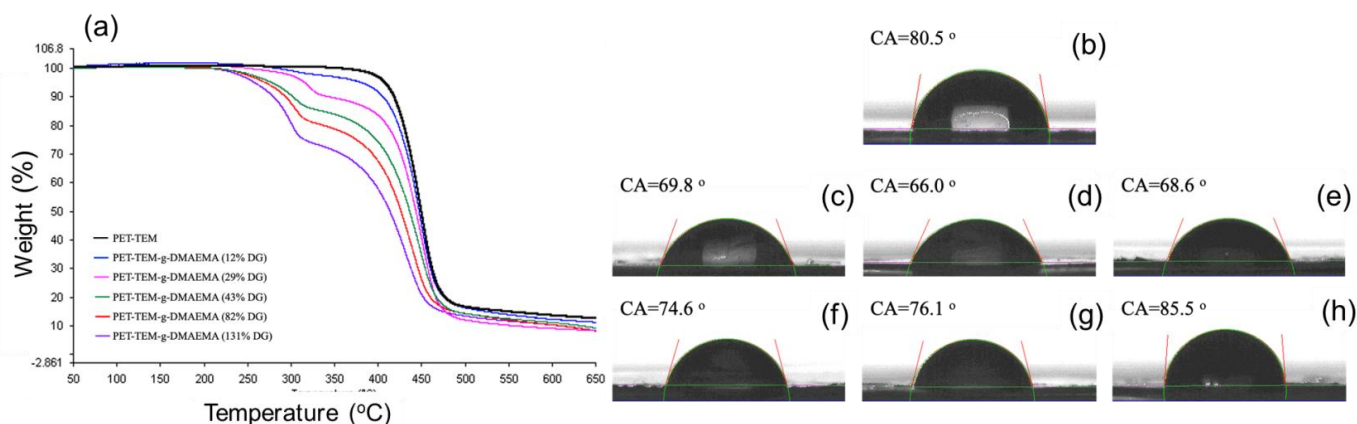 (a)
106.8
100
90
80
70
60
50
40
30
20
10
-2.861
Weight (%)
PET-TEM
PET-TEM-g-DMAEMA (12% DG)
PET-TEM-g-DMAEMA (29% DG)
PET-TEM-g-DMAEMA (43% DG)
PET-TEM-g-DMAEMA (82% DG)
PET-TEM-g-DMAEMA (131% DG)
50 100 150 200 250 300 350 400 450 500 550 600 650
Temperature (°C)
CA=80.5 º (b)
CA=69.8 º (c)
CA=66.0 º (d)
CA=68.6 º (e)
CA=74.6 º (f)
CA=76.1 º (g)
CA=85.5 º (h)